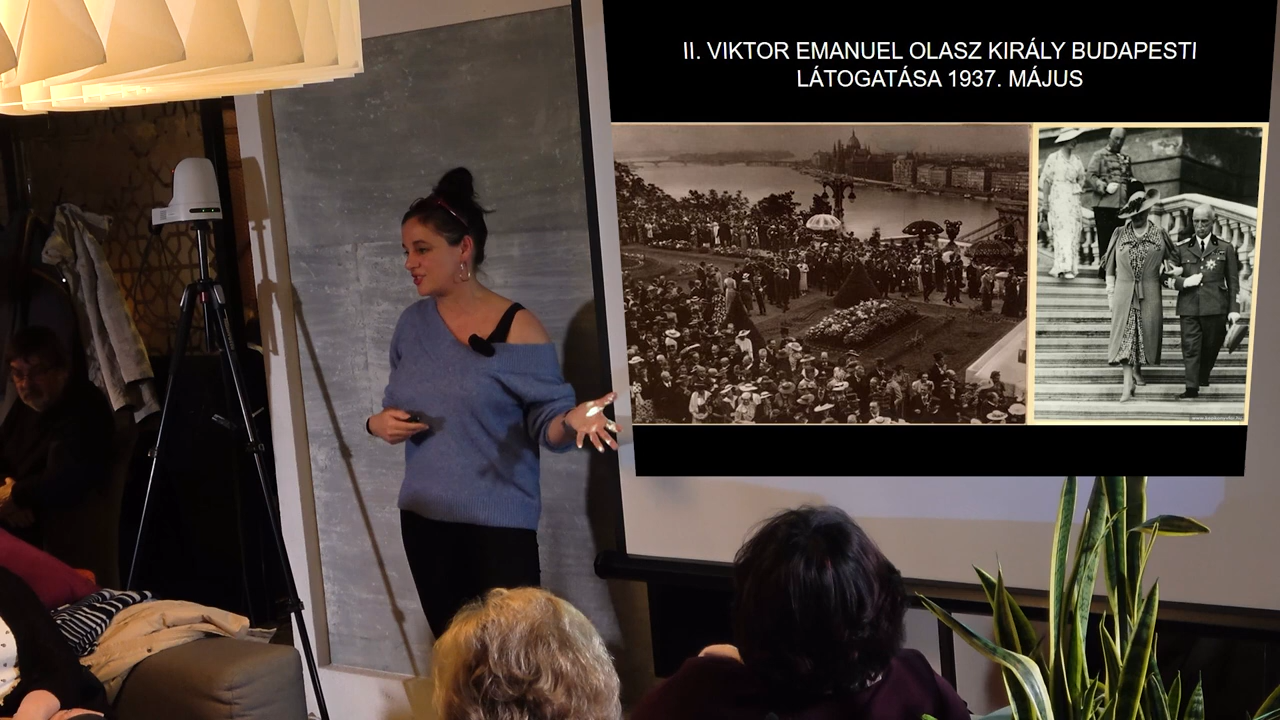 II. VIKTOR EMANUEL OLASZ KIRÁLY BUDAPESTI
LÁTOGATÁSA 1937. MÁJUS